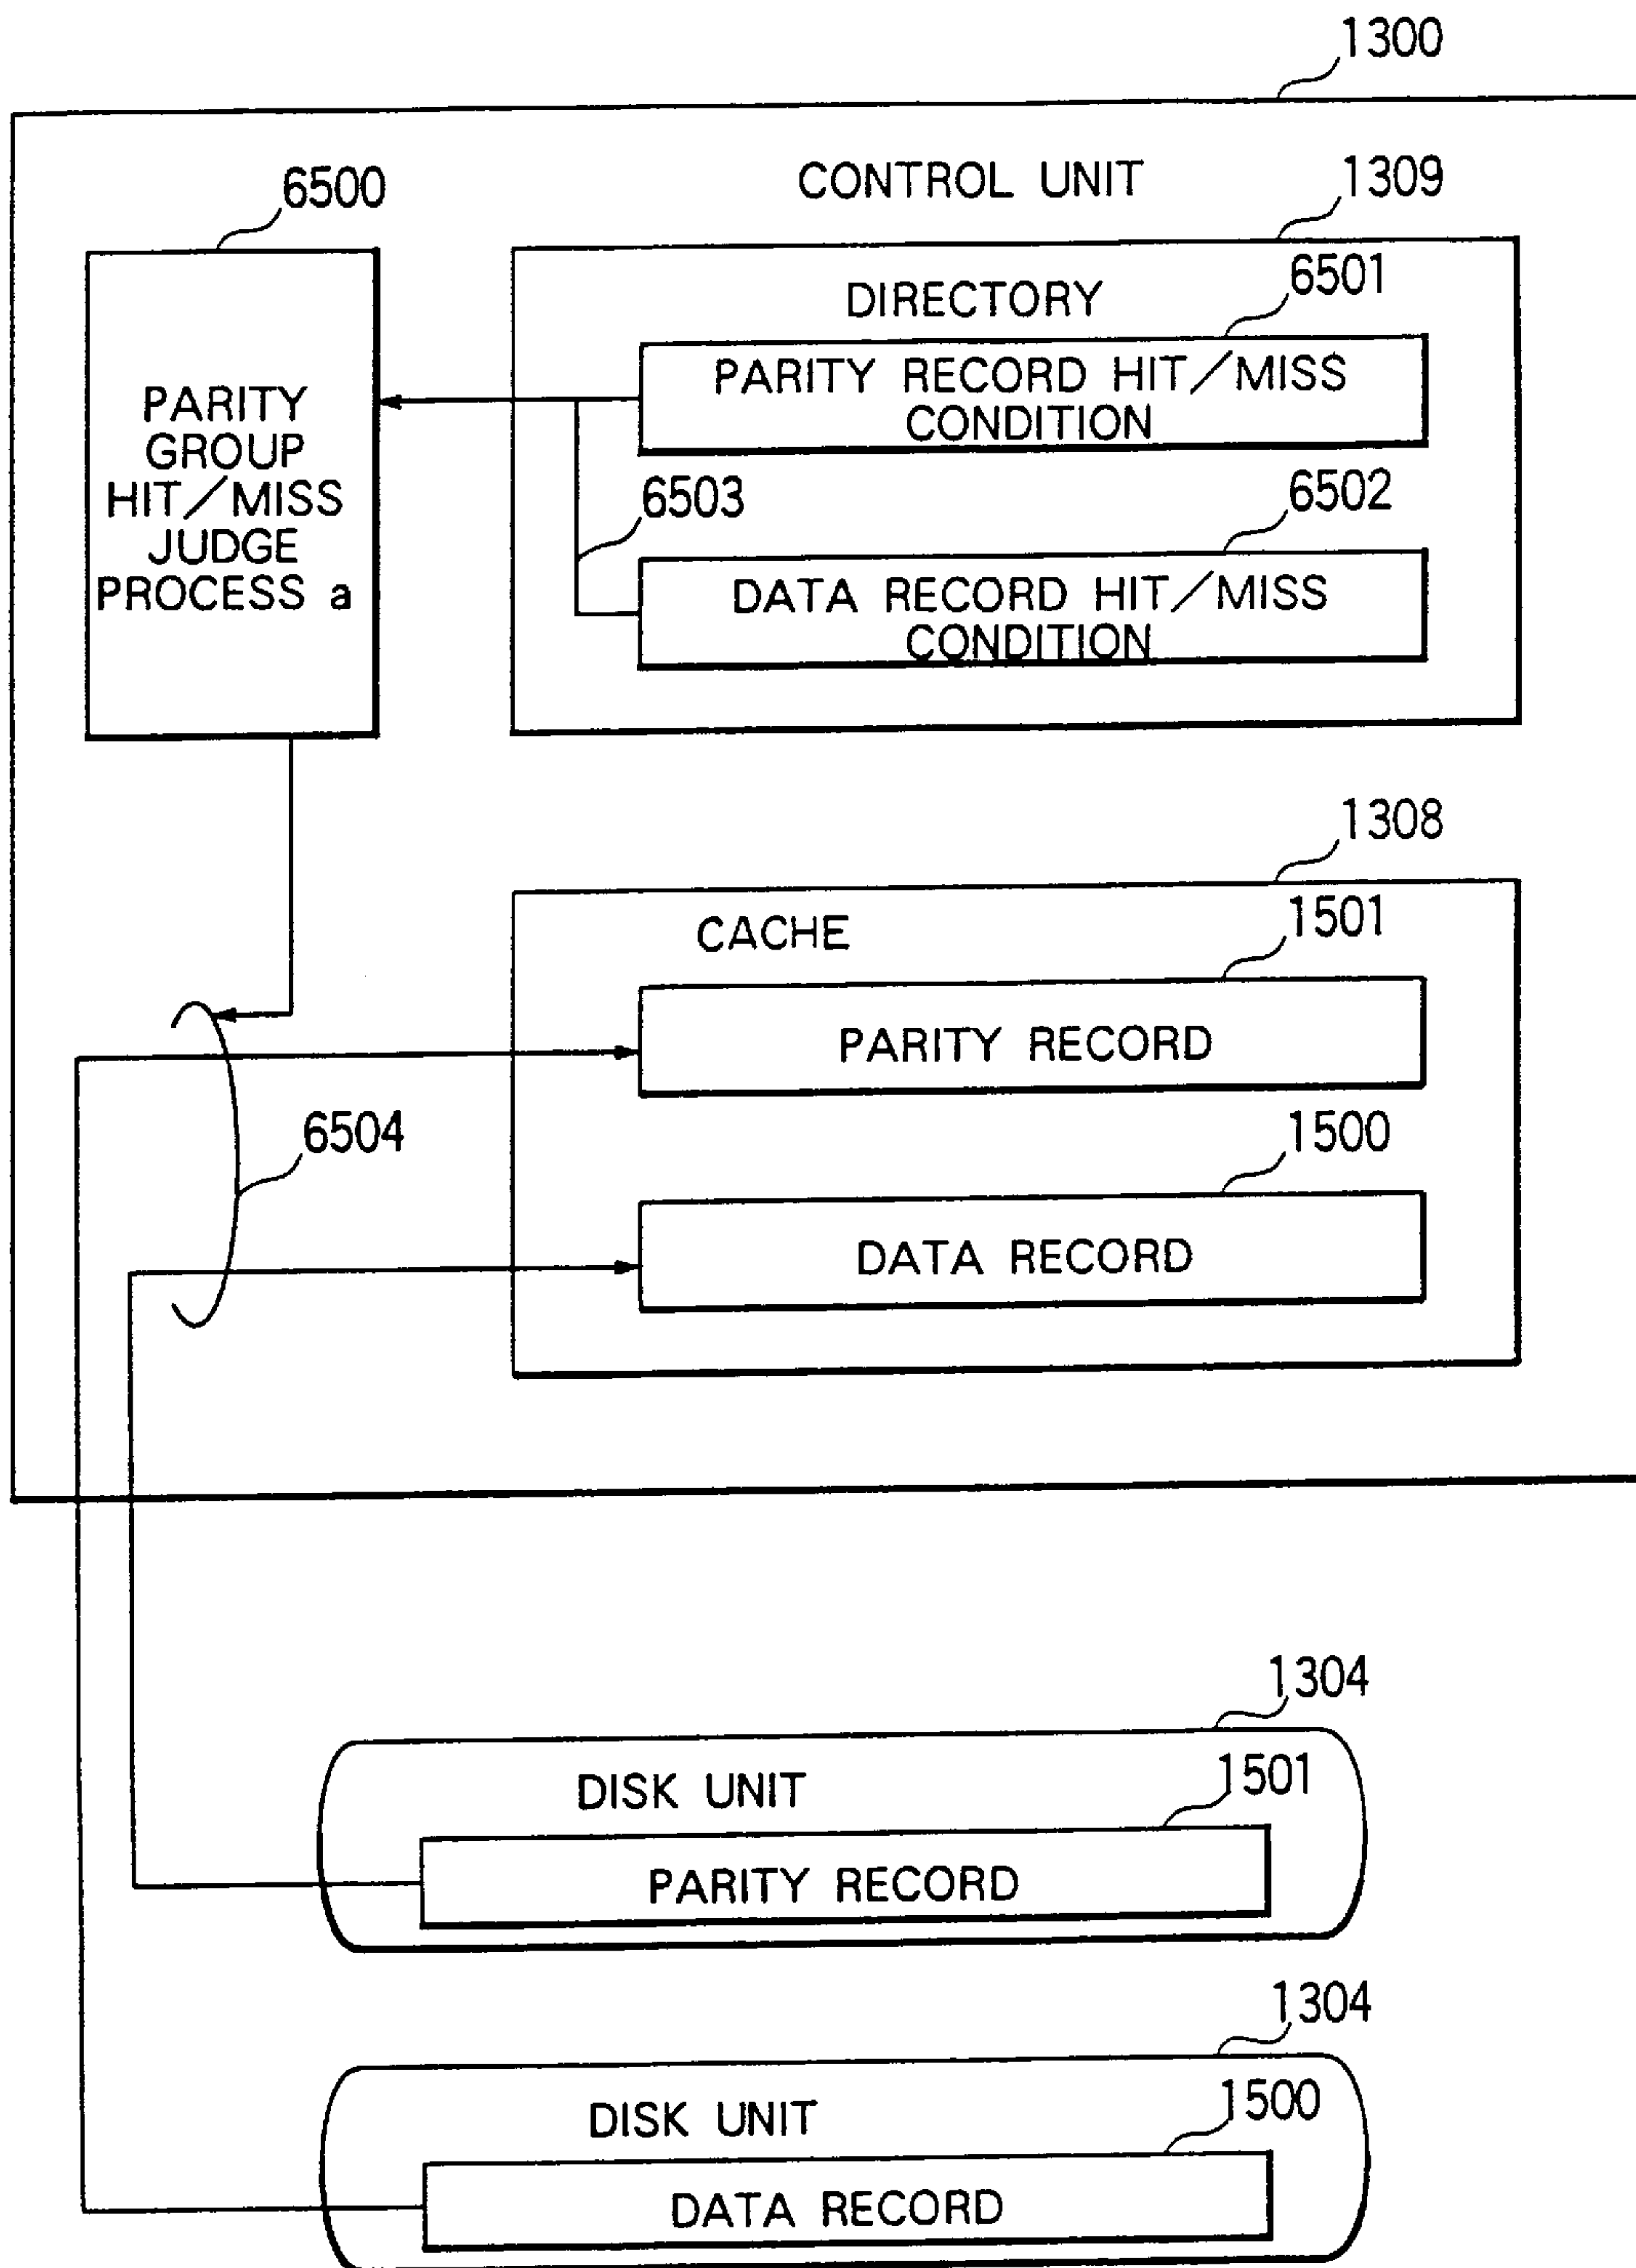 1300
CONTROL UNIT
1309
6500
DIRECTORY
6501
PARITY RECORD HIT/MISS
CONDITION
PARITY
GROUP
HIT/MISS
JUDGE
PROCESS a
6503
6502
DATA RECORD HIT/MISS
CONDITION
1308
CACHE
1501
PARITY RECORD
6504
1500
DATA RECORD
1304
DISK UNIT
1501
PARITY RECORD
1304
DISK UNIT
1500
DATA RECORD